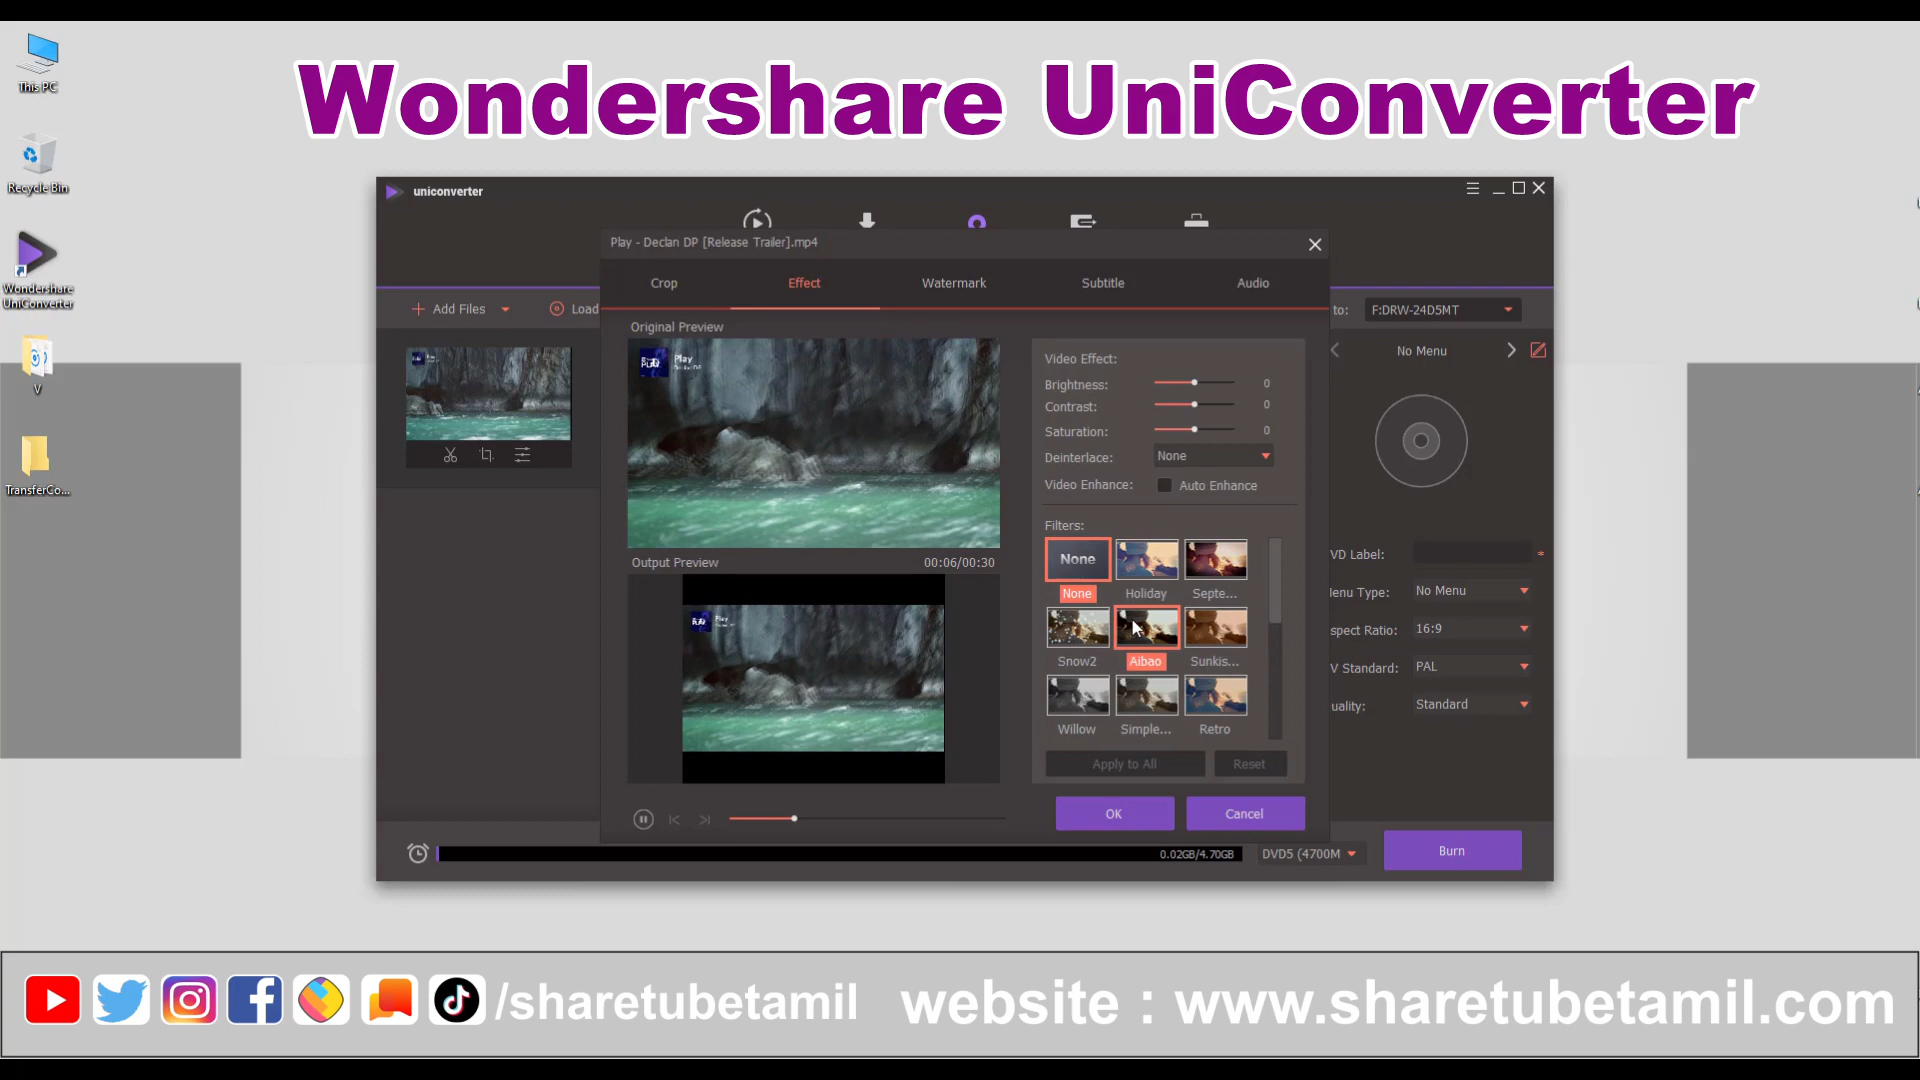 Wondershare UniConverter
This PC
Recycle Bin
Wondershare
UniConverter
V
TransferCo...
uniconverter
Play - Declan DP [Release Trailer].mp4
Crop
Effect
Watermark
Subtitle
Audio
Add Files
Load
to:
F:DRW-24D5MT
Original Preview
Play
No Menu
Video Effect:
Brightness:
0
Contrast:
0
Saturation:
0
Deinterlace:
None
Video Enhance:
Auto Enhance
Filters:
None
None
Holiday
Septe...
Snow2
Aibao
Sunkis...
Willow
Simple...
Retro
Apply to All
Reset
Output Preview
00:06/00:30
Play
VD Label:
*
lenu Type:
No Menu
spect Ratio:
16:9
V Standard:
PAL
uality:
Standard
OK
Cancel
0.02GB/4.70GB
DVD5 (4700M
Burn
/sharetubetamil
website : www.sharetubetamil.com